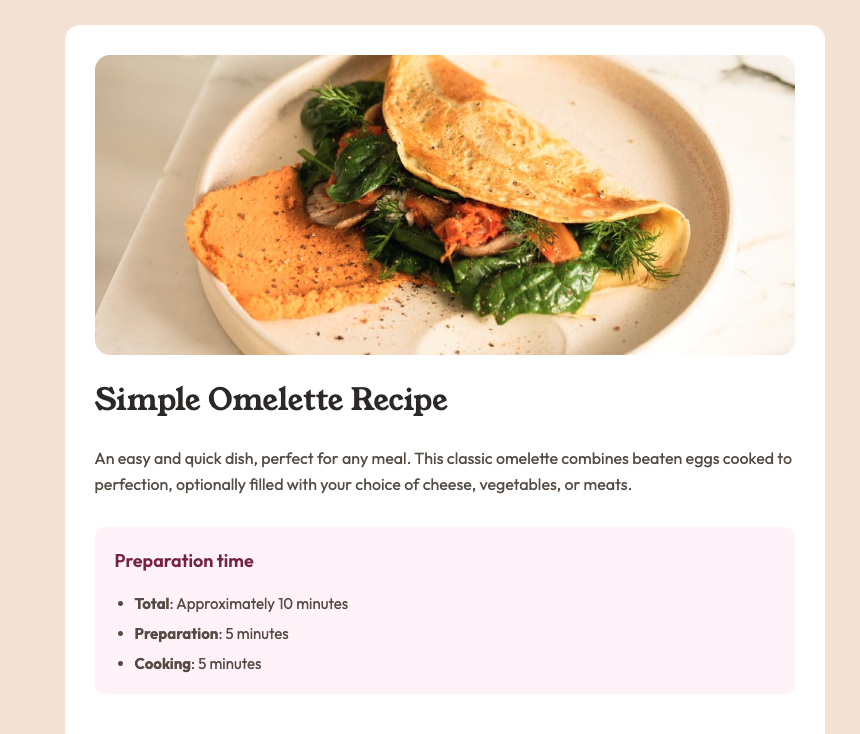 Simple Omelette Recipe
An easy and quick dish, perfect for any meal. This classic omelette combines beaten eggs cooked to
perfection, optionally filled with your choice of cheese, vegetables, or meats.
Preparation time
• Total: Approximately 10 minutes
• Preparation: 5 minutes
• Cooking: 5 minutes